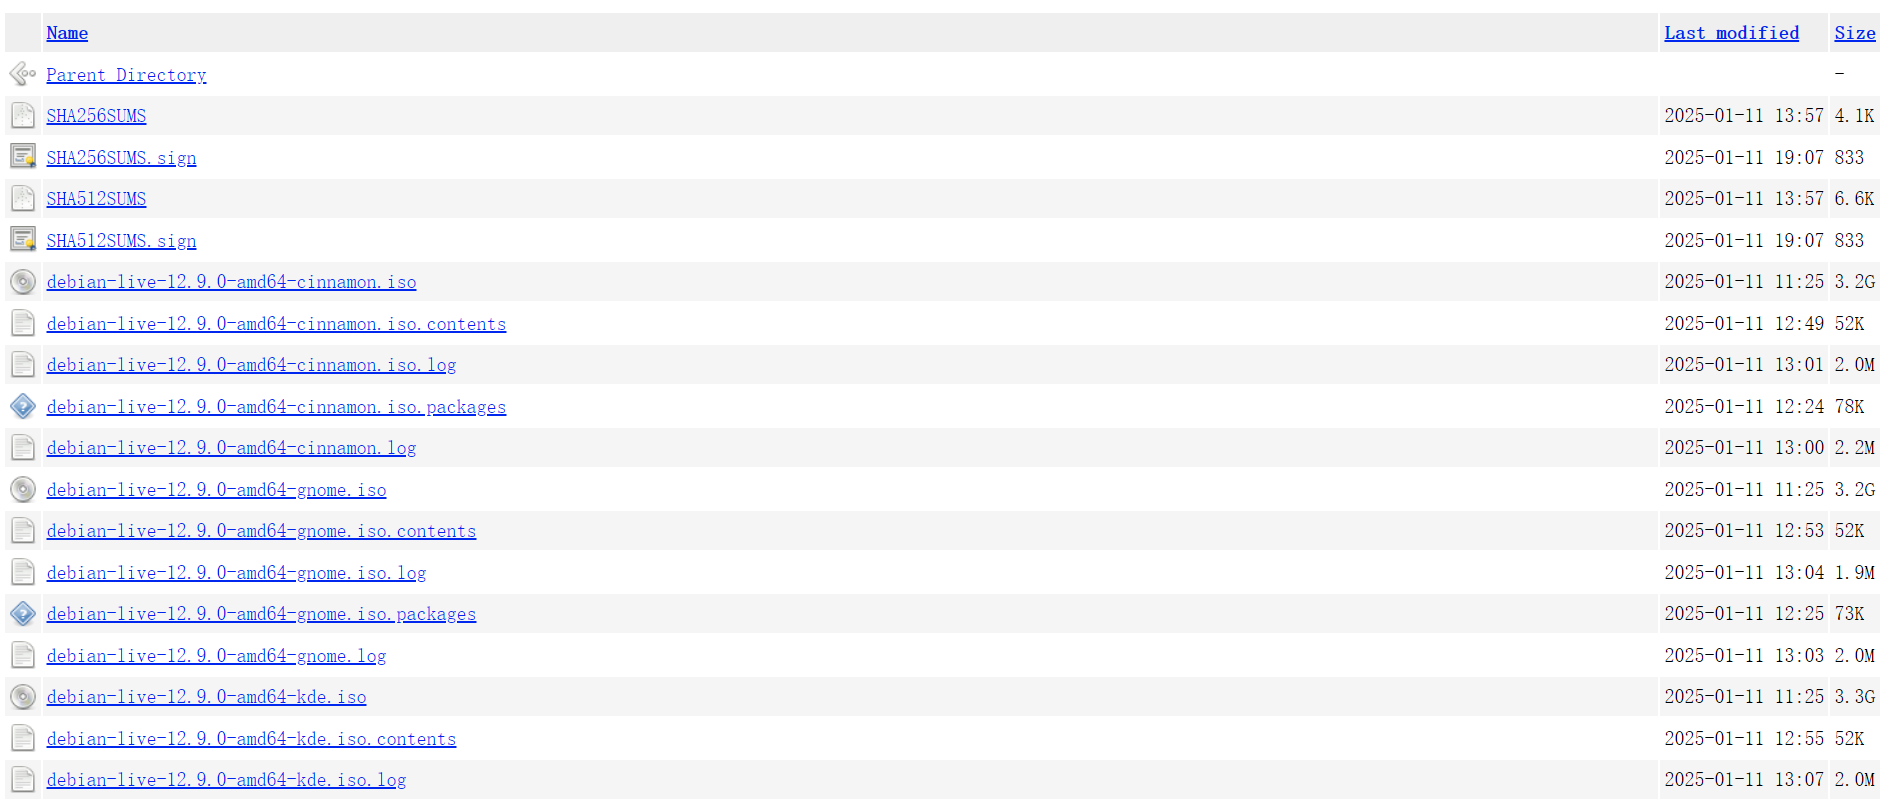 Name Last modified Size
Parent Directory -
SHA256SUMS 2025-01-11 13:57 4.1K
SHA256SUMS.sign 2025-01-11 19:07 833
SHA512SUMS 2025-01-11 13:57 6.6K
SHA512SUMS.sign 2025-01-11 19:07 833
debian-live-12.9.0-amd64-cinnamon.iso 2025-01-11 11:25 3.2G
debian-live-12.9.0-amd64-cinnamon.iso.contents 2025-01-11 12:49 52K
debian-live-12.9.0-amd64-cinnamon.iso.log 2025-01-11 13:01 2.0M
debian-live-12.9.0-amd64-cinnamon.iso.packages 2025-01-11 12:24 78K
debian-live-12.9.0-amd64-cinnamon.log 2025-01-11 13:00 2.2M
debian-live-12.9.0-amd64-gnome.iso 2025-01-11 11:25 3.2G
debian-live-12.9.0-amd64-gnome.iso.contents 2025-01-11 12:53 52K
debian-live-12.9.0-amd64-gnome.iso.log 2025-01-11 13:04 1.9M
debian-live-12.9.0-amd64-gnome.iso.packages 2025-01-11 12:25 73K
debian-live-12.9.0-amd64-gnome.log 2025-01-11 13:03 2.0M
debian-live-12.9.0-amd64-kde.iso 2025-01-11 11:25 3.3G
debian-live-12.9.0-amd64-kde.iso.contents 2025-01-11 12:55 52K
debian-live-12.9.0-amd64-kde.iso.log 2025-01-11 13:07 2.0M